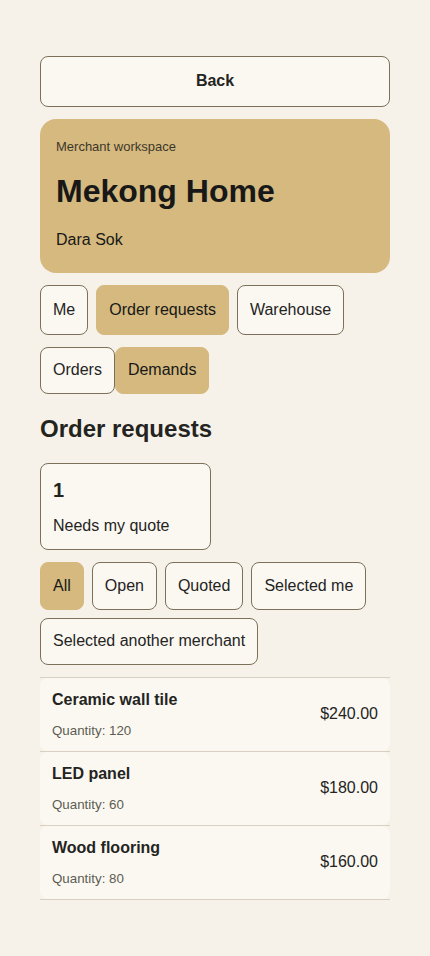 Back
Merchant workspace
Mekong Home
Dara Sok
Me Order requests Warehouse
Orders Demands
Order requests
1
Needs my quote
All Open Quoted Selected me
Selected another merchant
Ceramic wall tile
$240.00
Quantity: 120
LED panel
$180.00
Quantity: 60
Wood flooring
$160.00
Quantity: 80